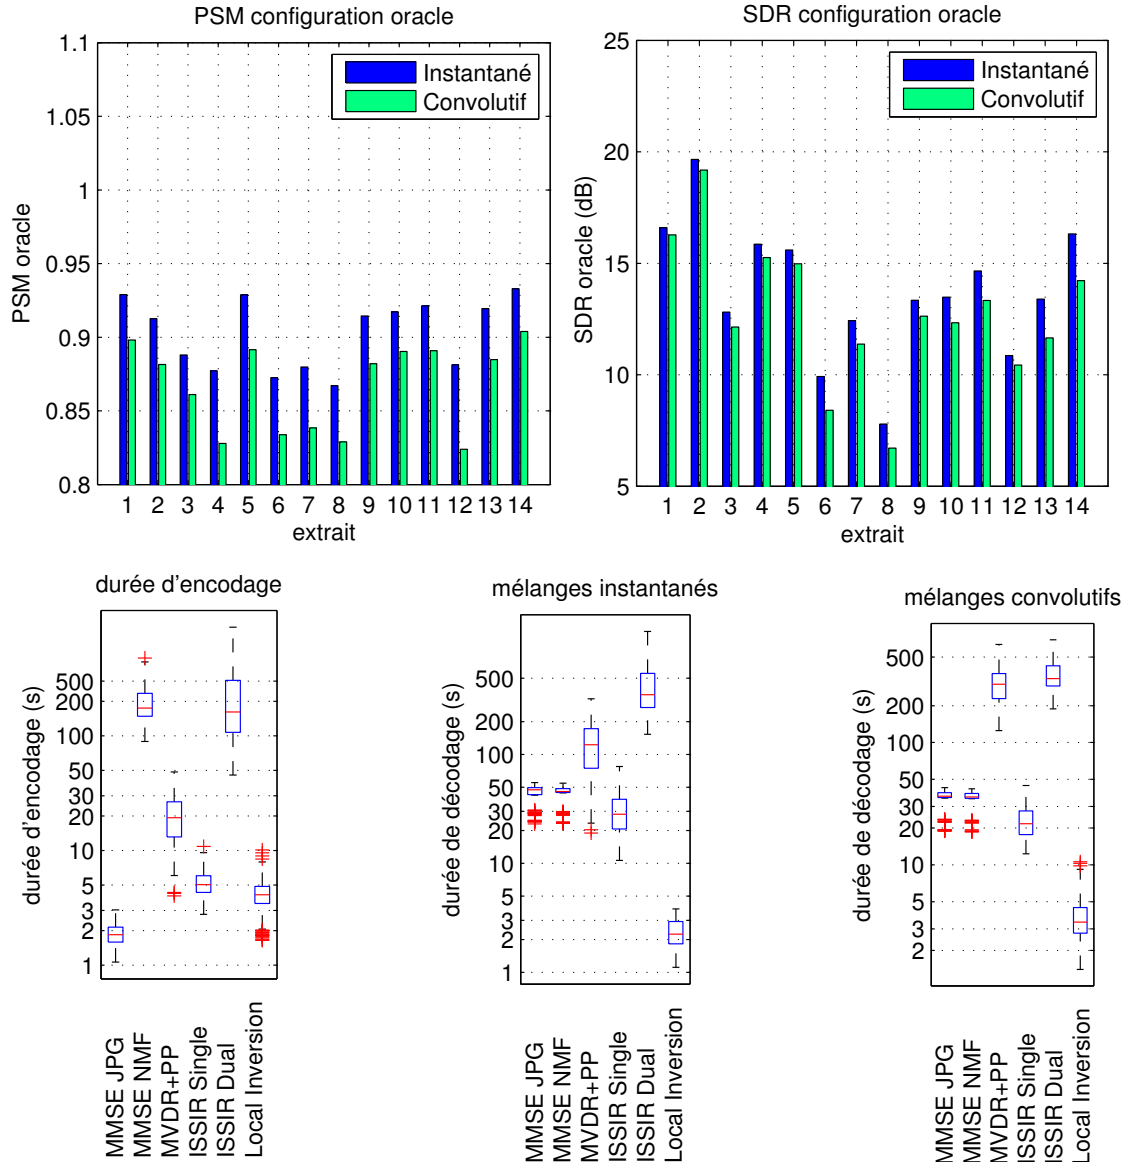 PSM configuration oracle
1.1
1.05
1
0.95
0.9
0.85
0.8
PSM oracle
Instantané
Convolutif
1 2 3 4 5 6 7 8 9 10 11 12 13 14
extrait
SDR configuration oracle
25
20
15
10
5
SDR oracle (dB)
Instantané
Convolutif
1 2 3 4 5 6 7 8 9 10 11 12 13 14
extrait
durée d'encodage
500
200
100
50
30
20
10
5
3
2
1
durée d'encodage (s)
MMSE JPG
MMSE NMF
MVDR+PP
ISSIR Single
ISSIR Dual
Local Inversion
mélanges instantanés
500
200
100
50
30
20
10
5
3
2
1
durée de décodage (s)
MMSE JPG
MMSE NMF
MVDR+PP
ISSIR Single
ISSIR Dual
Local Inversion
mélanges convolutifs
500
200
100
50
30
20
10
5
3
2
durée de décodage (s)
MMSE JPG
MMSE NMF
MVDR+PP
ISSIR Single
ISSIR Dual
Local Inversion